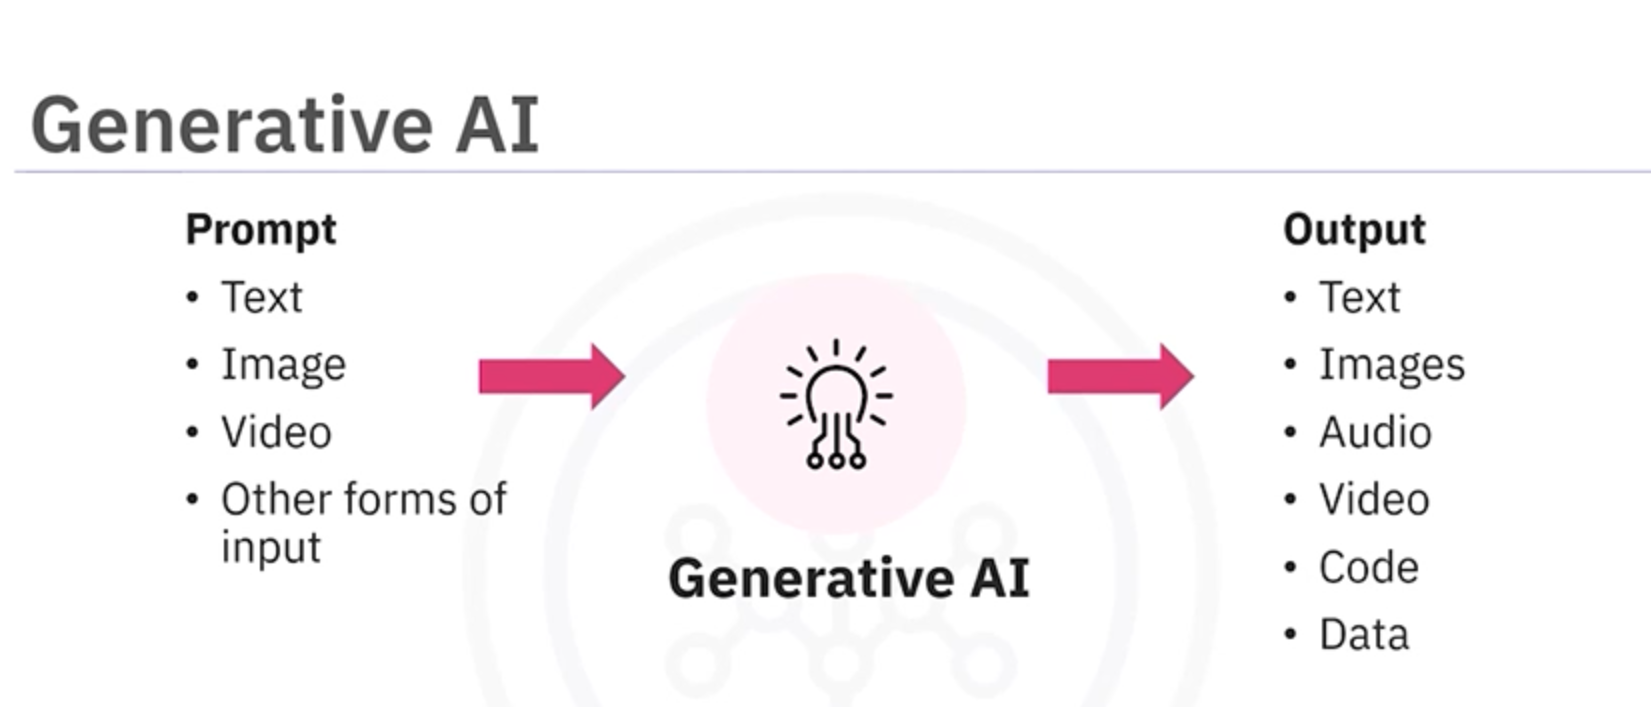 Generative AI
Prompt
• Text
• Image
• Video
• Other forms of
input
Generative AI
Output
• Text
• Images
• Audio
• Video
• Code
• Data